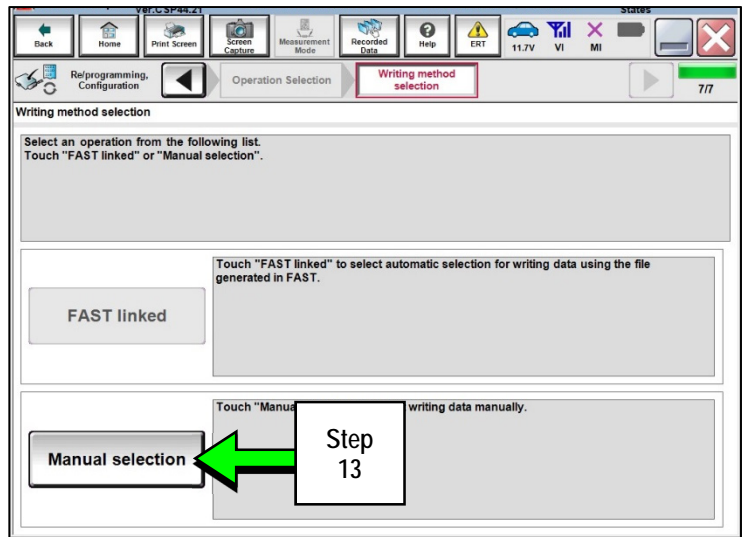 Ver.CSP44.21
States
Back
Home
Print Screen
Screen
Capture
Measurement
Mode
Recorded
Data
Help
ERT
11.7V
VI
MI
Re/programming,
Configuration
Operation Selection
Writing method
selection
7/7
Writing method selection
Select an operation from the following list.
Touch "FAST linked" or "Manual selection".
FAST linked
Touch "FAST linked" to select automatic selection for writing data using the file
generated in FAST.
Manual selection
Touch "Manua writing data manually.
Step
13